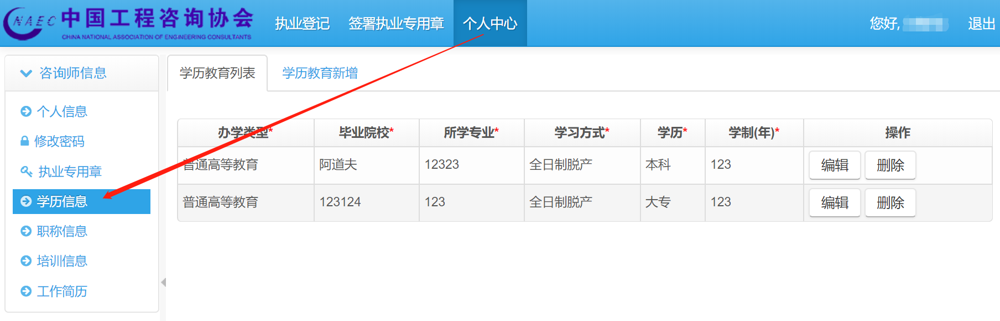 NAEC 中国工程咨询协会
CHINA NATIONAL ASSOCIATION OF ENGINEERING CONSULTANTS
执业登记 签署执业专用章 个人中心
您好, 退出
咨询师信息
个人信息
修改密码
执业专用章
学历信息
职称信息
培训信息
工作简历
学历教育列表 学历教育新增
办学类型* 毕业院校* 所学专业* 学习方式* 学历* 学制(年)* 操作
普通高等教育 阿道夫 12323 全日制脱产 本科 123 编辑 删除
普通高等教育 123124 123 全日制脱产 大专 123 编辑 删除